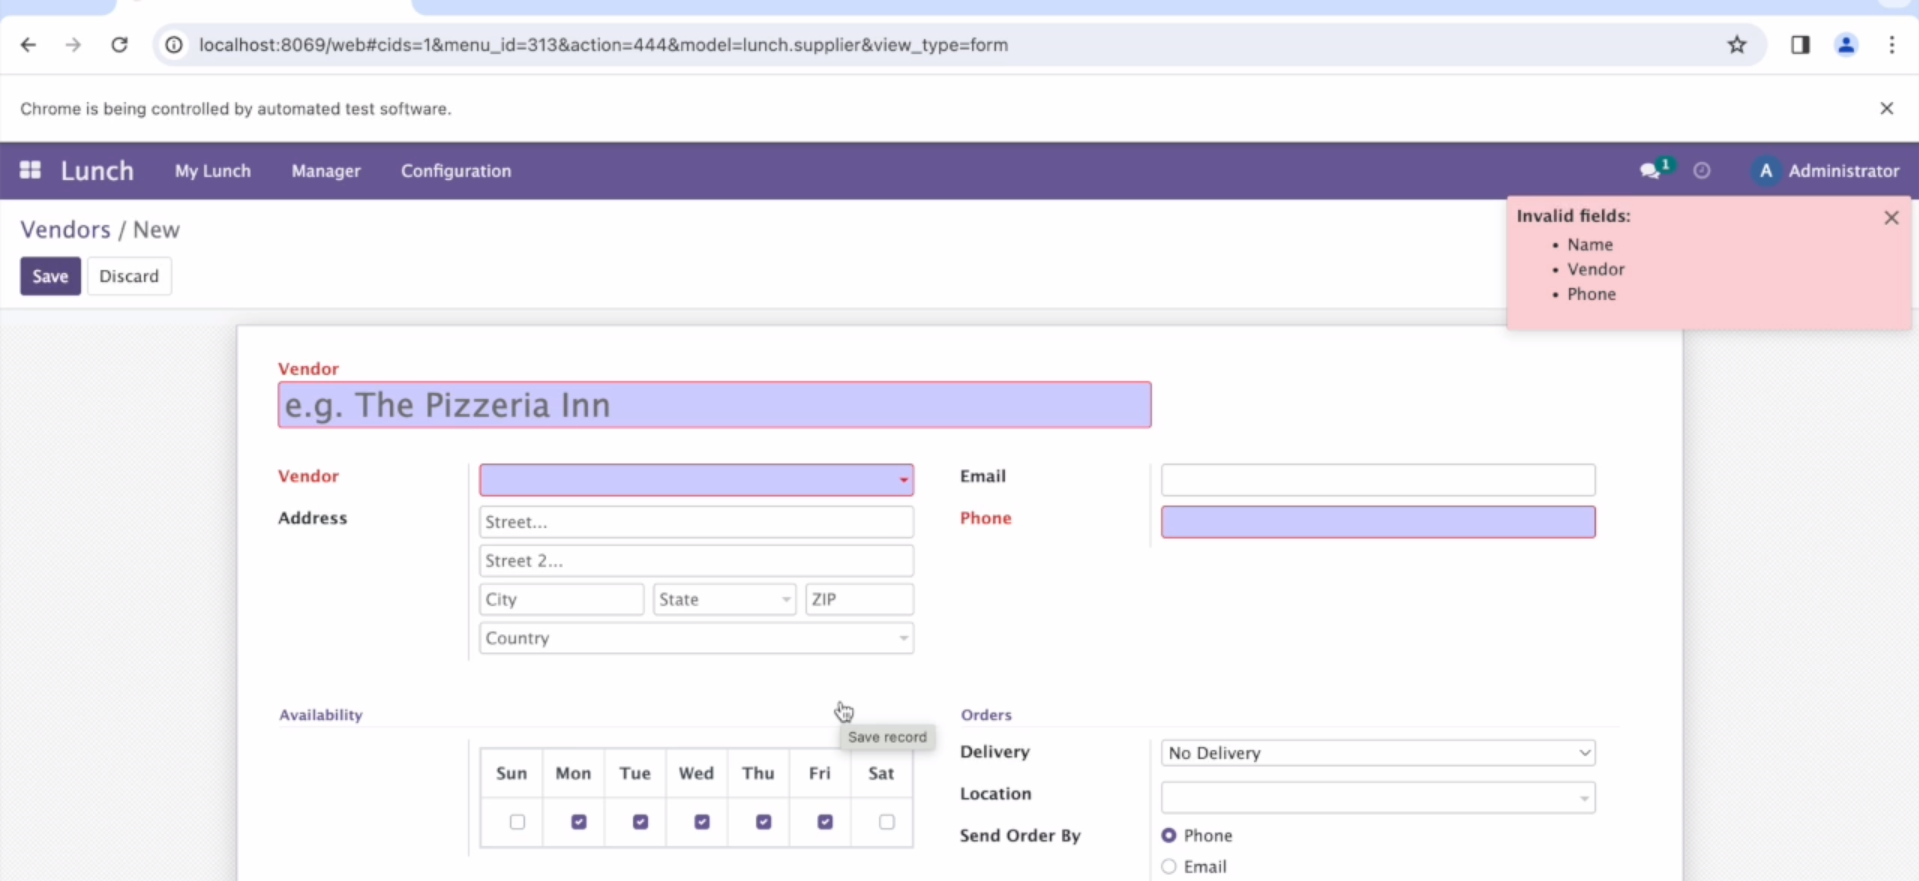 localhost:8069/web#cids=1&menu_id=313&action=444&model=lunch.supplier&view_type=form
Chrome is being controlled by automated test software.
Lunch My Lunch Manager Configuration 1 A Administrator
Vendors / New
Save Discard
Invalid fields:
• Name
• Vendor
• Phone
Vendor
e.g. The Pizzeria Inn
Vendor
Email
Address
Street...
Phone
Street 2...
City State ZIP
Country
Availability
Save record
Orders
Sun Mon Tue Wed Thu Fri Sat
Delivery No Delivery
Location
Send Order By Phone
Email